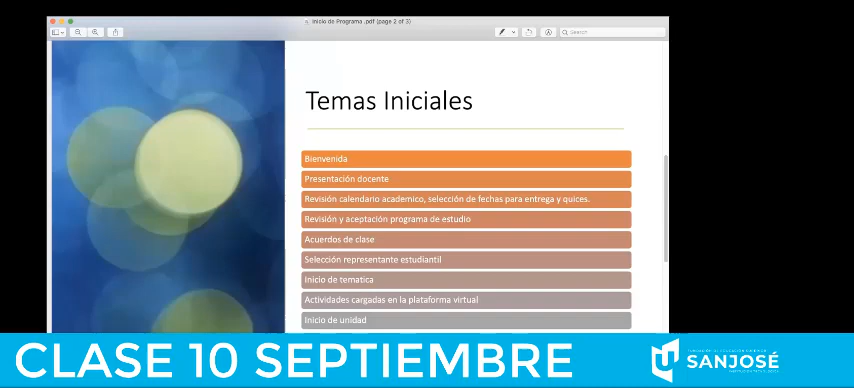 Inicio de Programa .pdf (page 2 of 3)
Search
Temas Iniciales
Bienvenida
Presentación docente
Revisión calendario academico, selección de fechas para entrega y quices.
Revisión y aceptación programa de estudio
Acuerdos de clase
Selección representante estudiantil
Inicio de tematica
Actividades cargadas en la plataforma virtual
Inicio de unidad
CLASE 10 SEPTIEMBRE
SANJOSÉ